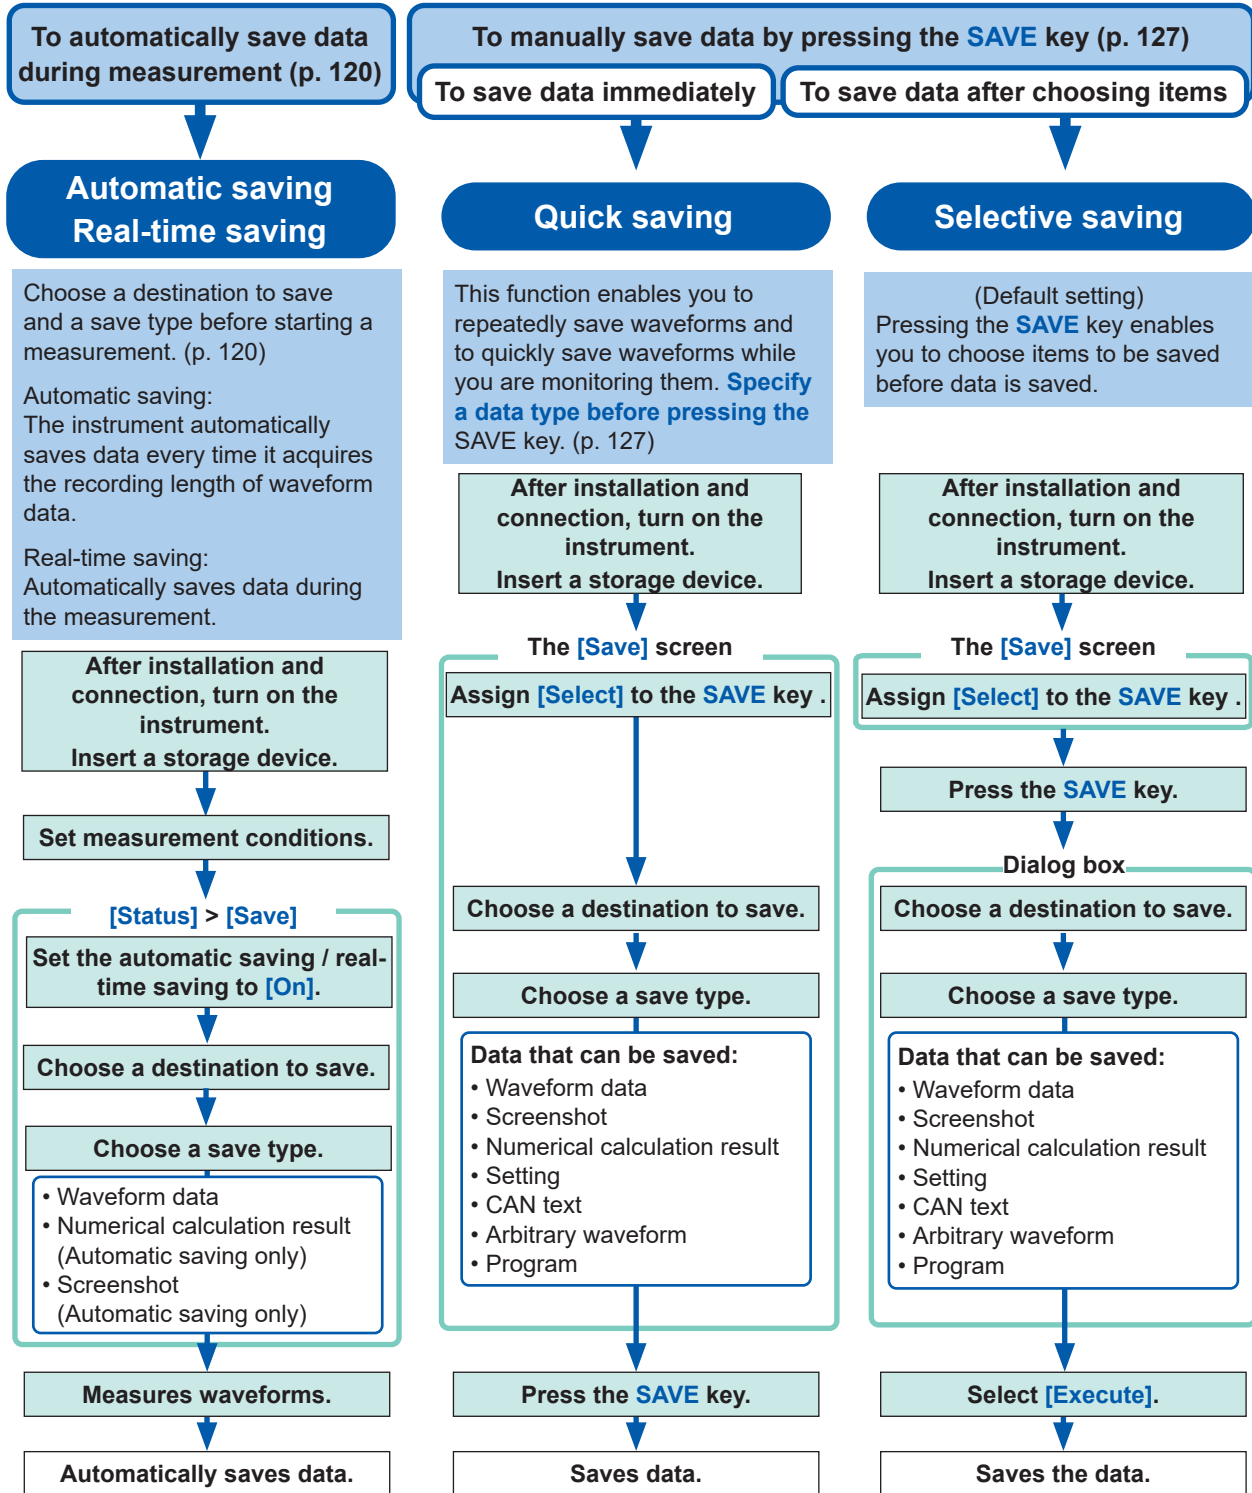 To automatically save data
during measurement (p. 120)
To manually save data by pressing the SAVE key (p. 127)
To save data immediately
To save data after choosing items
Automatic saving
Real-time saving
Choose a destination to save
and a save type before starting a
measurement. (p. 120)
Automatic saving:
The instrument automatically
saves data every time it acquires
the recording length of waveform
data.
Real-time saving:
Automatically saves data during
the measurement.
After installation and
connection, turn on the
instrument.
Insert a storage device.
Set measurement conditions.
[Status] > [Save]
Set the automatic saving / real-
time saving to [On].
Choose a destination to save.
Choose a save type.
• Waveform data
• Numerical calculation result
(Automatic saving only)
• Screenshot
(Automatic saving only)
Measures waveforms.
Automatically saves data.
Quick saving
This function enables you to
repeatedly save waveforms and
to quickly save waveforms while
you are monitoring them. Specify
a data type before pressing the
SAVE key. (p. 127)
After installation and
connection, turn on the
instrument.
Insert a storage device.
The [Save] screen
Assign [Select] to the SAVE key .
Choose a destination to save.
Choose a save type.
Data that can be saved:
• Waveform data
• Screenshot
• Numerical calculation result
• Setting
• CAN text
• Arbitrary waveform
• Program
Press the SAVE key.
Saves data.
Selective saving
(Default setting)
Pressing the SAVE key enables
you to choose items to be saved
before data is saved.
After installation and
connection, turn on the
instrument.
Insert a storage device.
The [Save] screen
Assign [Select] to the SAVE key .
Press the SAVE key.
Dialog box
Choose a destination to save.
Choose a save type.
Data that can be saved:
• Waveform data
• Screenshot
• Numerical calculation result
• Setting
• CAN text
• Arbitrary waveform
• Program
Select [Execute].
Saves the data.